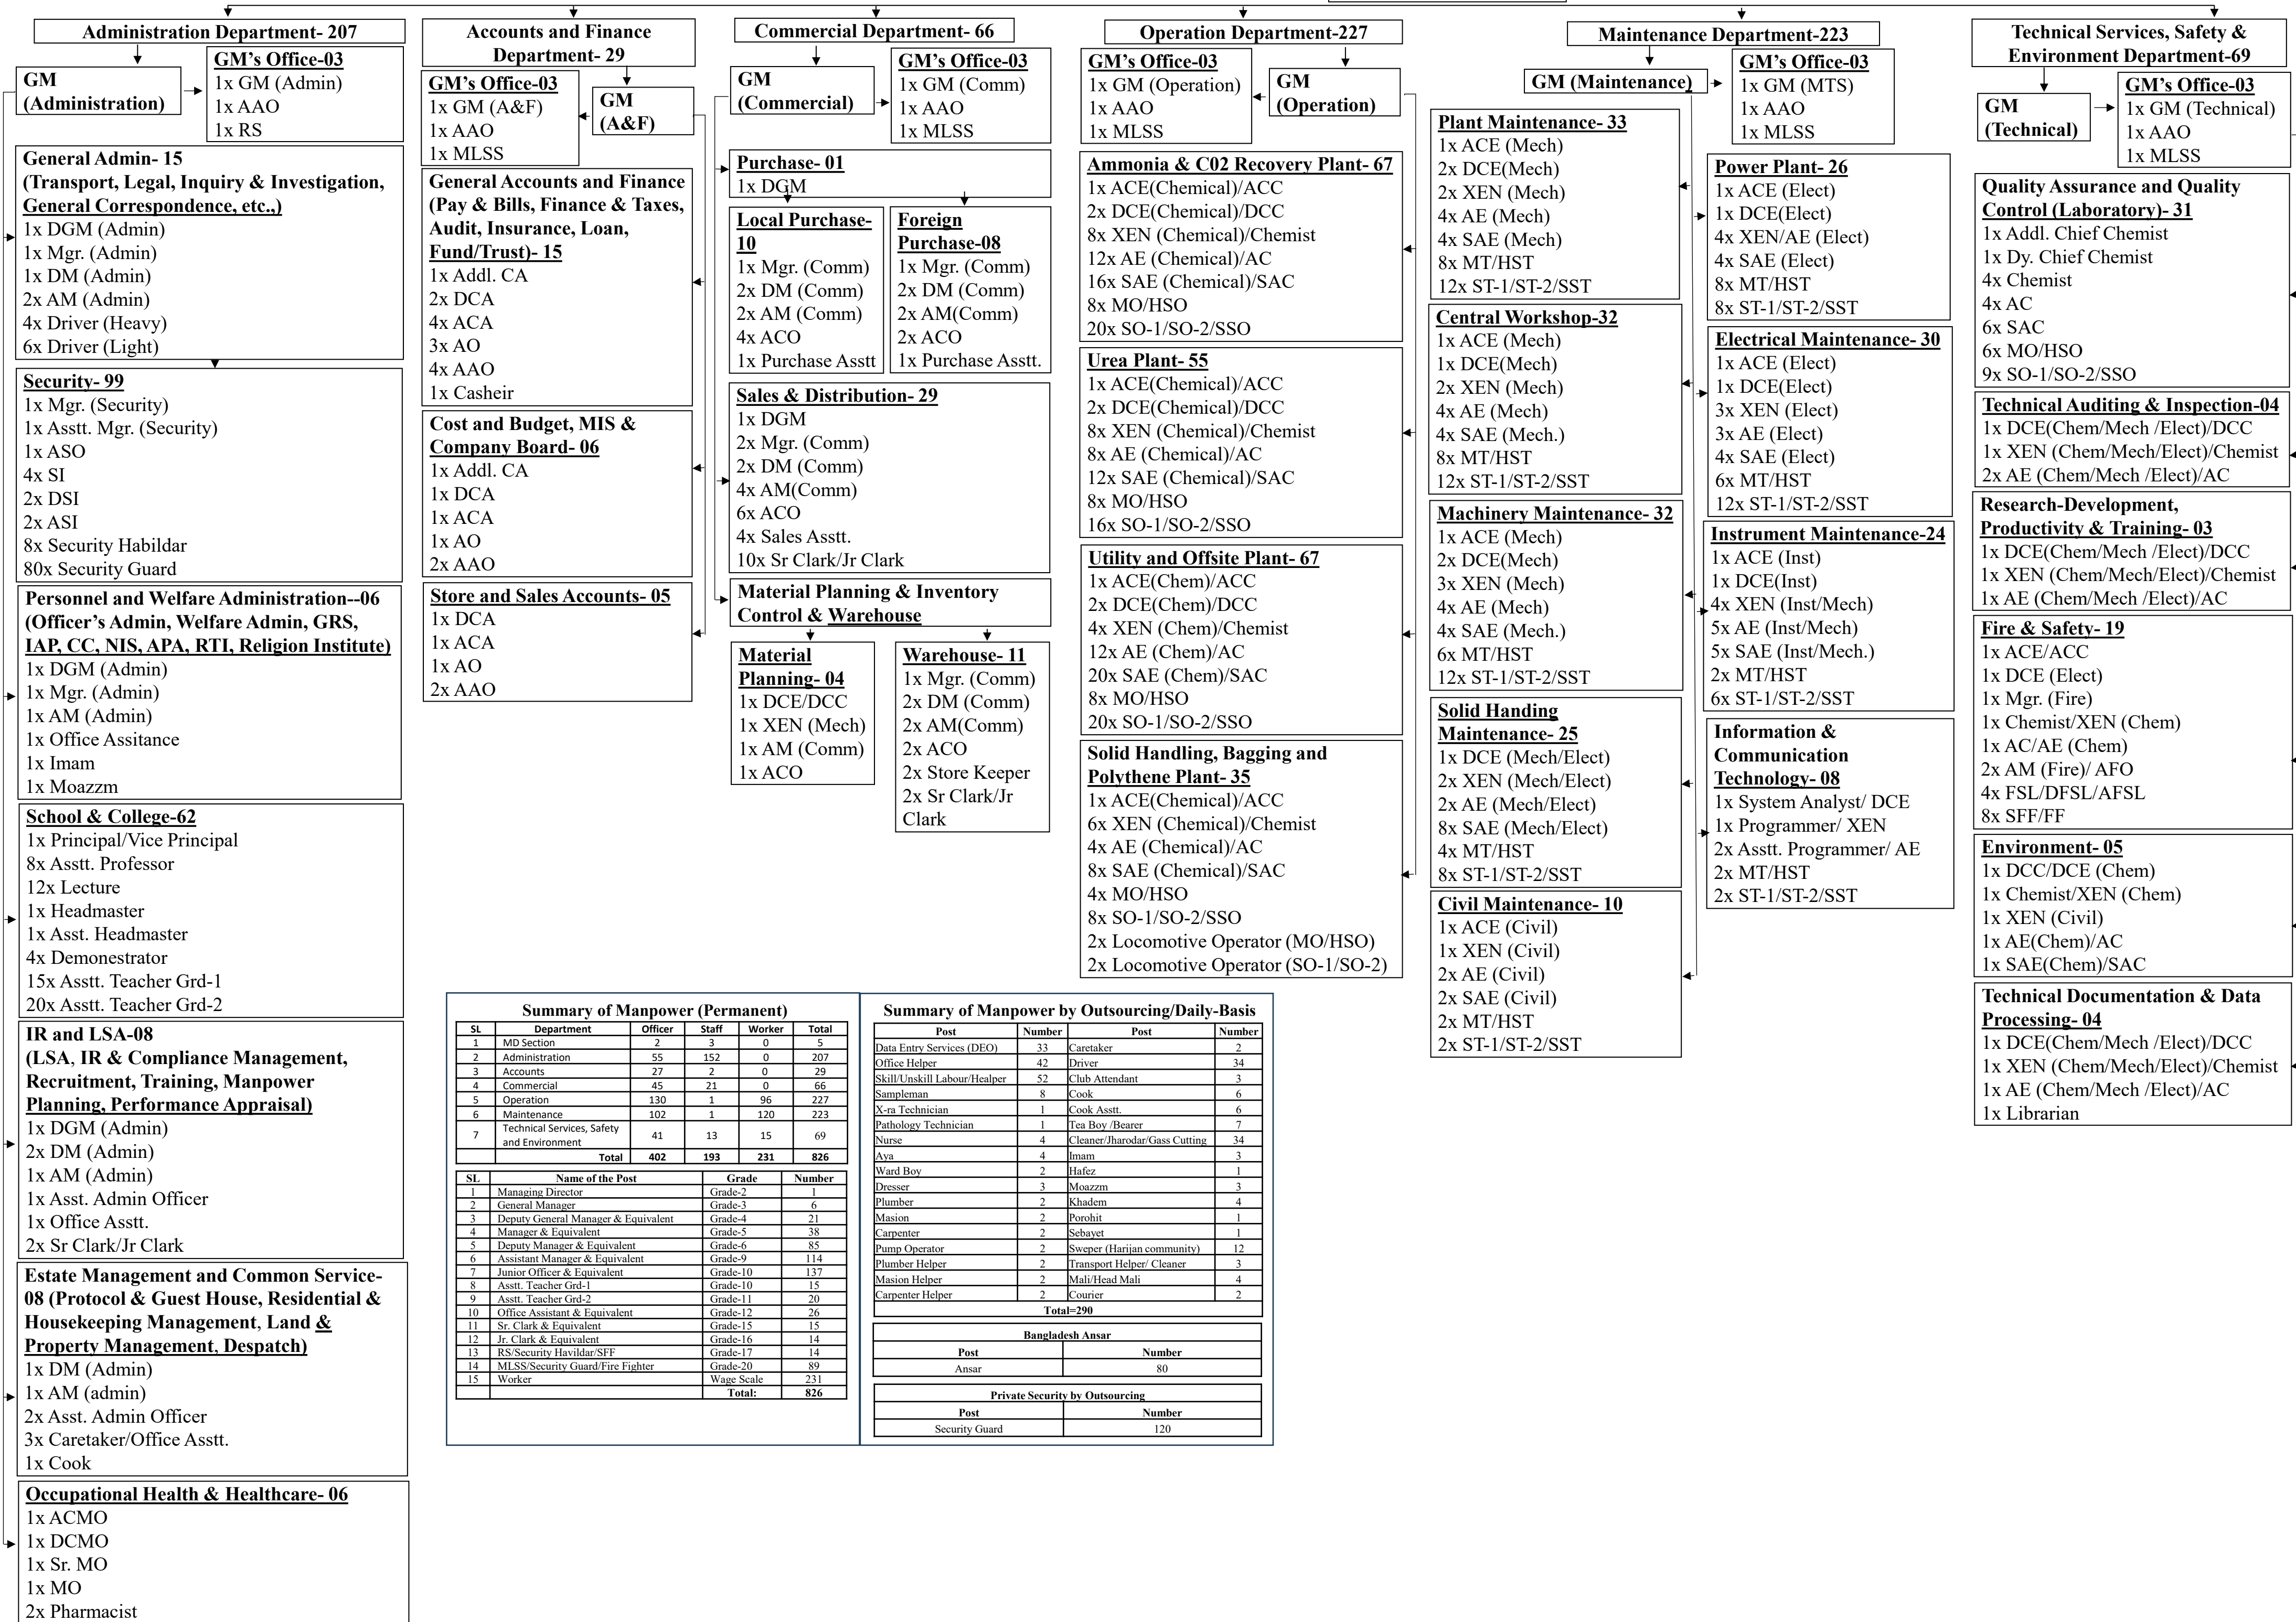 Administration Department- 207
GM
(Administration)
GM's Office-03
1x GM (Admin)
1x AAO
1x RS
General Admin- 15
(Transport, Legal, Inquiry & Investigation,
General Correspondence, etc.,)
1x DGM (Admin)
1x Mgr. (Admin)
1x DM (Admin)
2x AM (Admin)
4x Driver (Heavy)
6x Driver (Light)
Security- 99
1x Mgr. (Security)
1x Asstt. Mgr. (Security)
1x ASO
4x SI
2x DSI
2x ASI
8x Security Habildar
80x Security Guard
Personnel and Welfare Administration--06
(Officer's Admin, Welfare Admin, GRS,
IAP, CC, NIS, APA, RTI, Religion Institute)
1x DGM (Admin)
1x Mgr. (Admin)
1x AM (Admin)
1x Office Assitance
1x Imam
1x Moazzm
School & College-62
1x Principal/Vice Principal
8x Asstt. Professor
12x Lecture
1x Headmaster
1x Asst. Headmaster
4x Demonestrator
15x Asstt. Teacher Grd-1
20x Asstt. Teacher Grd-2
IR and LSA-08
(LSA, IR & Compliance Management,
Recruitment, Training, Manpower
Planning, Performance Appraisal)
1x DGM (Admin)
2x DM (Admin)
1x AM (Admin)
1x Asst. Admin Officer
1x Office Asstt.
2x Sr Clark/Jr Clark
Estate Management and Common Service-
08 (Protocol & Guest House, Residential &
Housekeeping Management, Land &
Property Management, Despatch)
1x DM (Admin)
1x AM (admin)
2x Asst. Admin Officer
3x Caretaker/Office Asstt.
1x Cook
Occupational Health & Healthcare- 06
1x ACMO
1x DCMO
1x Sr. MO
1x MO
2x Pharmacist
Accounts and Finance
Department- 29
GM's Office-03
1x GM (A&F)
1x AAO
1x MLSS
GM
(A&F)
General Accounts and Finance
(Pay & Bills, Finance & Taxes,
Audit, Insurance, Loan,
Fund/Trust)- 15
1x Addl. CA
2x DCA
4x ACA
3x AO
4x AAO
1x Casheir
Cost and Budget, MIS &
Company Board- 06
1x Addl. CA
1x DCA
1x ACA
1x AO
2x AAO
Store and Sales Accounts- 05
1x DCA
1x ACA
1x AO
2x AAO
Commercial Department- 66
GM
(Commercial)
GM's Office-03
1x GM (Comm)
1x AAO
1x MLSS
Purchase- 01
1x DGM
Local Purchase-
10
1x Mgr. (Comm)
2x DM (Comm)
2x AM (Comm)
4x ACO
1x Purchase Asstt
Foreign
Purchase-08
1x Mgr. (Comm)
2x DM (Comm)
2x AM(Comm)
2x ACO
1x Purchase Asstt.
Sales & Distribution- 29
1x DGM
2x Mgr. (Comm)
2x DM (Comm)
4x AM(Comm)
6x ACO
4x Sales Asstt.
10x Sr Clark/Jr Clark
Material Planning & Inventory
Control & Warehouse
Material
Planning- 04
1x DCE/DCC
1x XEN (Mech)
1x AM (Comm)
1x ACO
Warehouse- 11
1x Mgr. (Comm)
2x DM (Comm)
2x AM(Comm)
2x ACO
2x Store Keeper
2x Sr Clark/Jr
Clark
Operation Department-227
GM's Office-03
1x GM (Operation)
1x AAO
1x MLSS
GM
(Operation)
Ammonia & C02 Recovery Plant- 67
1x ACE(Chemical)/ACC
2x DCE(Chemical)/DCC
8x XEN (Chemical)/Chemist
12x AE (Chemical)/AC
16x SAE (Chemical)/SAC
8x MO/HSO
20x SO-1/SO-2/SSO
Urea Plant- 55
1x ACE(Chemical)/ACC
2x DCE(Chemical)/DCC
8x XEN (Chemical)/Chemist
8x AE (Chemical)/AC
12x SAE (Chemical)/SAC
8x MO/HSO
16x SO-1/SO-2/SSO
Utility and Offsite Plant- 67
1x ACE(Chem)/ACC
2x DCE(Chem)/DCC
4x XEN (Chem)/Chemist
12x AE (Chem)/AC
20x SAE (Chem)/SAC
8x MO/HSO
20x SO-1/SO-2/SSO
Solid Handling, Bagging and
Polythene Plant- 35
1x ACE(Chemical)/ACC
6x XEN (Chemical)/Chemist
4x AE (Chemical)/AC
8x SAE (Chemical)/SAC
4x MO/HSO
8x SO-1/SO-2/SSO
2x Locomotive Operator (MO/HSO)
2x Locomotive Operator (SO-1/SO-2)
Maintenance Department-223
GM (Maintenance)
GM's Office-03
1x GM (MTS)
1x AAO
1x MLSS
Plant Maintenance- 33
1x ACE (Mech)
2x DCE(Mech)
2x XEN (Mech)
4x AE (Mech)
4x SAE (Mech)
8x MT/HST
12x ST-1/ST-2/SST
Central Workshop-32
1x ACE (Mech)
1x DCE(Mech)
2x XEN (Mech)
4x AE (Mech)
4x SAE (Mech.)
8x MT/HST
12x ST-1/ST-2/SST
Machinery Maintenance- 32
1x ACE (Mech)
2x DCE(Mech)
3x XEN (Mech)
4x AE (Mech)
4x SAE (Mech.)
6x MT/HST
12x ST-1/ST-2/SST
Solid Handing
Maintenance- 25
1x DCE (Mech/Elect)
2x XEN (Mech/Elect)
2x AE (Mech/Elect)
8x SAE (Mech/Elect)
4x MT/HST
8x ST-1/ST-2/SST
Civil Maintenance- 10
1x ACE (Civil)
1x XEN (Civil)
2x AE (Civil)
2x SAE (Civil)
2x MT/HST
2x ST-1/ST-2/SST
Power Plant- 26
1x ACE (Elect)
1x DCE(Elect)
4x XEN/AE (Elect)
4x SAE (Elect)
8x MT/HST
8x ST-1/ST-2/SST
Electrical Maintenance- 30
1x ACE (Elect)
1x DCE(Elect)
3x XEN (Elect)
3x AE (Elect)
4x SAE (Elect)
6x MT/HST
12x ST-1/ST-2/SST
Instrument Maintenance-24
1x ACE (Inst)
1x DCE(Inst)
4x XEN (Inst/Mech)
5x AE (Inst/Mech)
5x SAE (Inst/Mech.)
2x MT/HST
6x ST-1/ST-2/SST
Information &
Communication
Technology- 08
1x System Analyst/ DCE
1x Programmer/ XEN
2x Asstt. Programmer/ AE
2x MT/HST
2x ST-1/ST-2/SST
Technical Services, Safety &
Environment Department-69
GM
(Technical)
GM's Office-03
1x GM (Technical)
1x AAO
1x MLSS
Quality Assurance and Quality
Control (Laboratory)- 31
1x Addl. Chief Chemist
1x Dy. Chief Chemist
4x Chemist
4x AC
6x SAC
6x MO/HSO
9x SO-1/SO-2/SSO
Technical Auditing & Inspection-04
1x DCE(Chem/Mech /Elect)/DCC
1x XEN (Chem/Mech/Elect)/Chemist
2x AE (Chem/Mech /Elect)/AC
Research-Development,
Productivity & Training- 03
1x DCE(Chem/Mech /Elect)/DCC
1x XEN (Chem/Mech/Elect)/Chemist
1x AE (Chem/Mech /Elect)/AC
Fire & Safety- 19
1x ACE/ACC
1x DCE (Elect)
1x Mgr. (Fire)
1x Chemist/XEN (Chem)
1x AC/AE (Chem)
2x AM (Fire)/ AFO
4x FSL/DFSL/AFSL
8x SFF/FF
Environment- 05
1x DCC/DCE (Chem)
1x Chemist/XEN (Chem)
1x XEN (Civil)
1x AE(Chem)/AC
1x SAE(Chem)/SAC
Technical Documentation & Data
Processing- 04
1x DCE(Chem/Mech /Elect)/DCC
1x XEN (Chem/Mech/Elect)/Chemist
1x AE (Chem/Mech /Elect)/AC
1x Librarian
Summary of Manpower (Permanent)
SL Department Officer Staff Worker Total
1 MD Section 2 3 0 5
2 Administration 55 152 0 207
3 Accounts 27 2 0 29
4 Commercial 45 21 0 66
5 Operation 130 1 96 227
6 Maintenance 102 1 120 223
7 Technical Services, Safety and Environment 41 13 15 69
Total 402 193 231 826
SL Name of the Post Grade Number
1 Managing Director Grade-2 1
2 General Manager Grade-3 6
3 Deputy General Manager & Equivalent Grade-4 21
4 Manager & Equivalent Grade-5 38
5 Deputy Manager & Equivalent Grade-6 85
6 Assistant Manager & Equivalent Grade-9 114
7 Junior Officer & Equivalent Grade-10 137
8 Asstt. Teacher Grd-1 Grade-10 15
9 Asstt. Teacher Grd-2 Grade-11 20
10 Office Assistant & Equivalent Grade-12 26
11 Sr. Clark & Equivalent Grade-15 15
12 Jr. Clark & Equivalent Grade-16 14
13 RS/Security Havildar/SFF Grade-17 14
14 MLSS/Security Guard/Fire Fighter Grade-20 89
15 Worker Wage Scale 231
Total: 826
Summary of Manpower by Outsourcing/Daily-Basis
Post Number Post Number
Data Entry Services (DEO) 33 Caretaker 2
Office Helper 42 Driver 34
Skill/Unskill Labour/Healper 52 Club Attendant 3
Sampleman 8 Cook 6
X-ra Technician 1 Cook Asstt. 6
Pathology Technician 1 Tea Boy /Bearer 7
Nurse 4 Cleaner/Jharodar/Gass Cutting 34
Aya 4 Imam 3
Ward Boy 2 Hafez 1
Dresser 3 Moazzm 3
Plumber 2 Khadem 4
Masion 2 Porohit 1
Carpenter 2 Sebayet 1
Pump Operator 2 Sweper (Harijan community) 12
Plumber Helper 2 Transport Helper/ Cleaner 3
Masion Helper 2 Mali/Head Mali 4
Carpenter Helper 2 Courier 2
Total=290
Bangladesh Ansar
Post Number
Ansar 80
Private Security by Outsourcing
Post Number
Security Guard 120